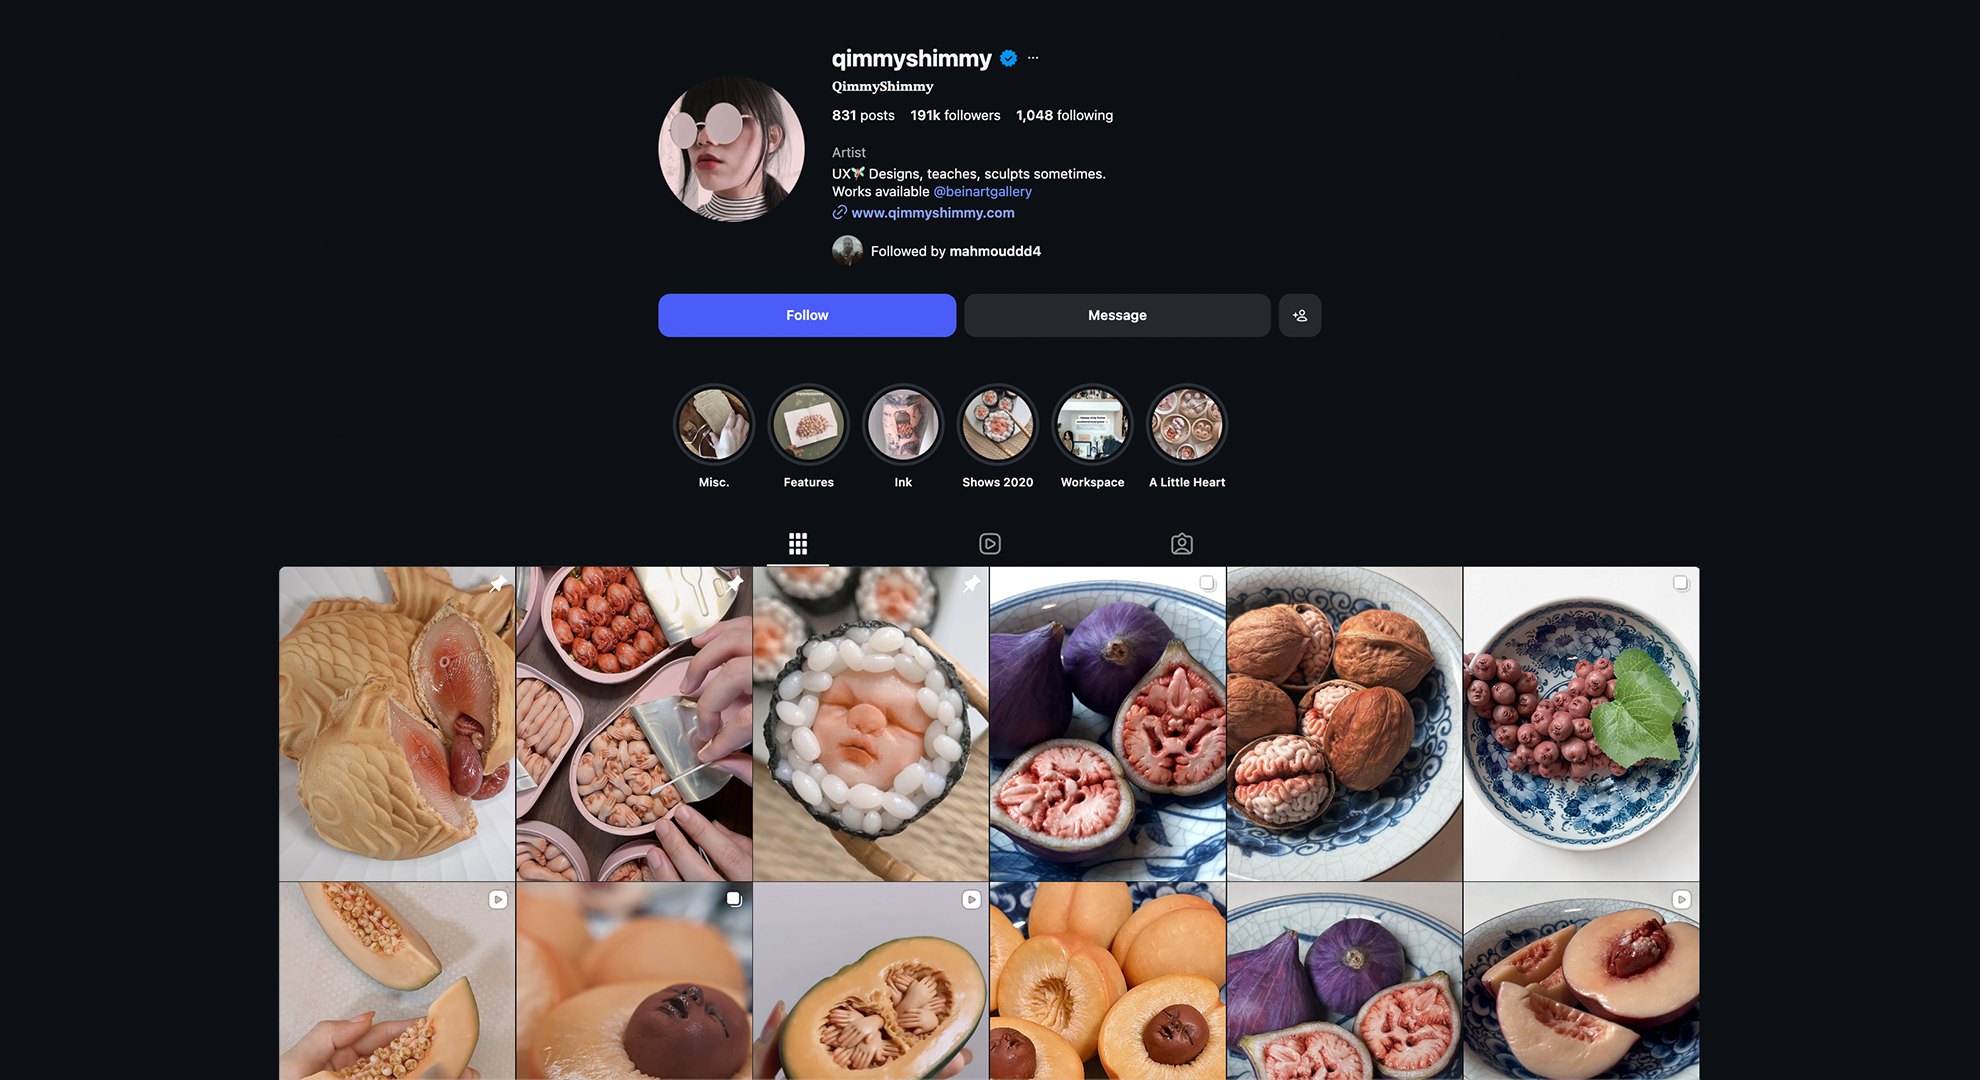 qimmyshimmy
QimmyShimmy
831 posts 191k followers 1,048 following
Artist
UX🧚🏻 Designs, teaches, sculpts sometimes.
Works available @beinartgallery
www.qimmyshimmy.com
Followed by mahmouddd4
Follow
Message
Misc.
Features
Ink
Shows 2020
Workspace
A Little Heart